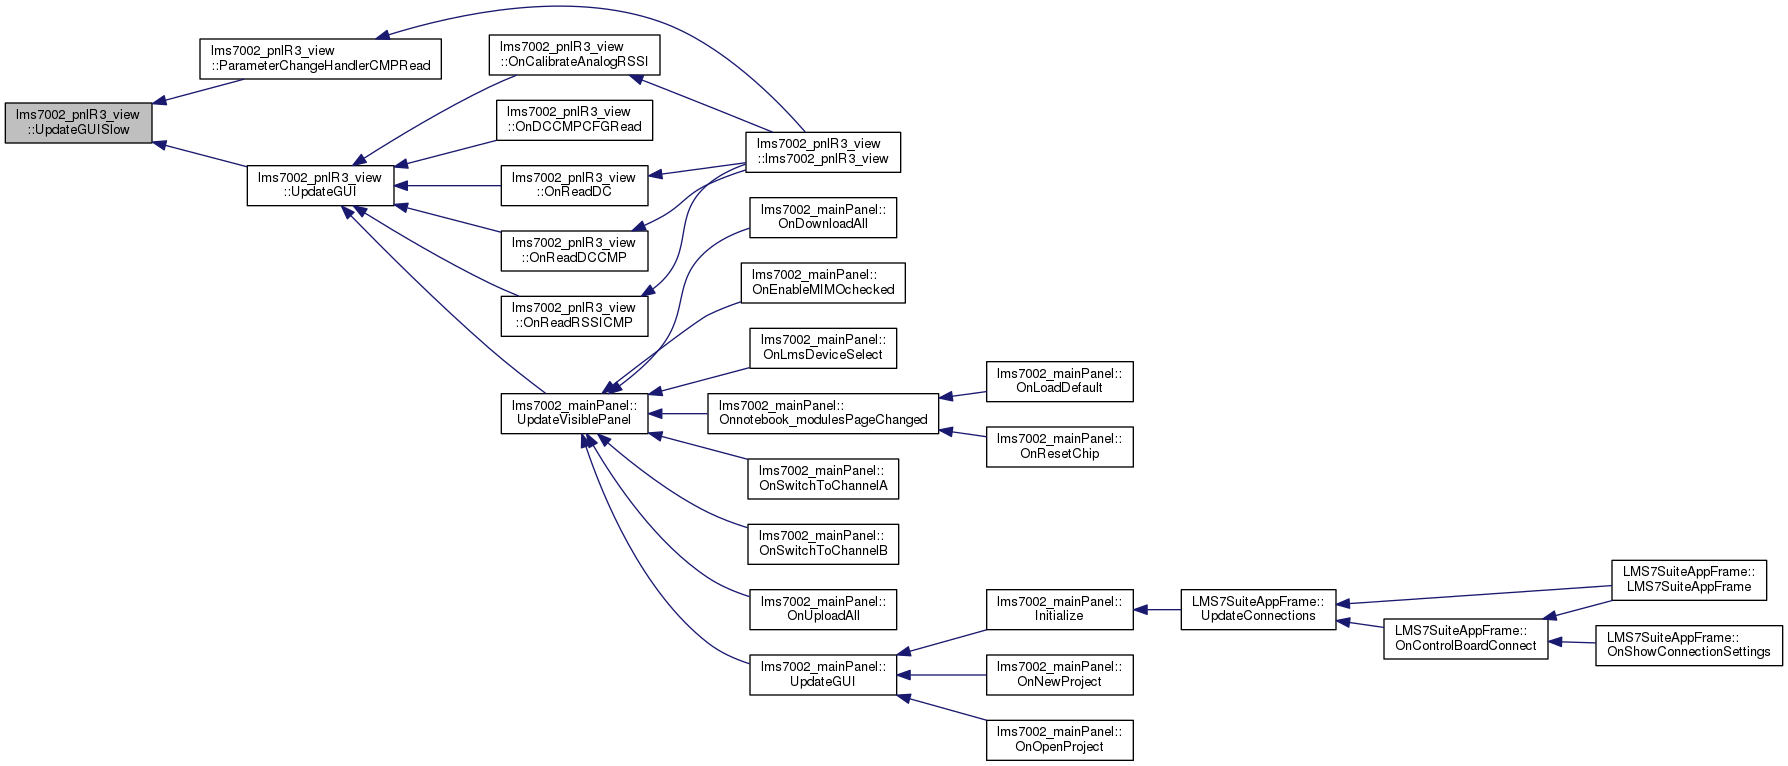 lms7002_pnlR3_view
::UpdateGUISlow
lms7002_pnlR3_view
::ParameterChangeHandlerCMPRead
lms7002_pnlR3_view
::UpdateGUI
lms7002_pnlR3_view
::OnCalibrateAnalogRSSI
lms7002_pnlR3_view
::OnDCCMPCFGRead
lms7002_pnlR3_view
::OnReadDC
lms7002_pnlR3_view
::OnReadDCCMP
lms7002_pnlR3_view
::OnReadRSSICMP
lms7002_mainPanel::
UpdateVisiblePanel
lms7002_pnlR3_view
::lms7002_pnlR3_view
lms7002_mainPanel::
OnDownloadAll
lms7002_mainPanel::
OnEnableMIMOchecked
lms7002_mainPanel::
OnLmsDeviceSelect
lms7002_mainPanel::
Onnotebook_modulesPageChanged
lms7002_mainPanel::
OnSwitchToChannelA
lms7002_mainPanel::
OnSwitchToChannelB
lms7002_mainPanel::
OnUploadAll
lms7002_mainPanel::
UpdateGUI
lms7002_mainPanel::
OnLoadDefault
lms7002_mainPanel::
OnResetChip
lms7002_mainPanel::
Initialize
lms7002_mainPanel::
OnNewProject
lms7002_mainPanel::
OnOpenProject
LMS7SuiteAppFrame::
UpdateConnections
LMS7SuiteAppFrame::
OnControlBoardConnect
LMS7SuiteAppFrame::
LMS7SuiteAppFrame
LMS7SuiteAppFrame::
OnShowConnectionSettings